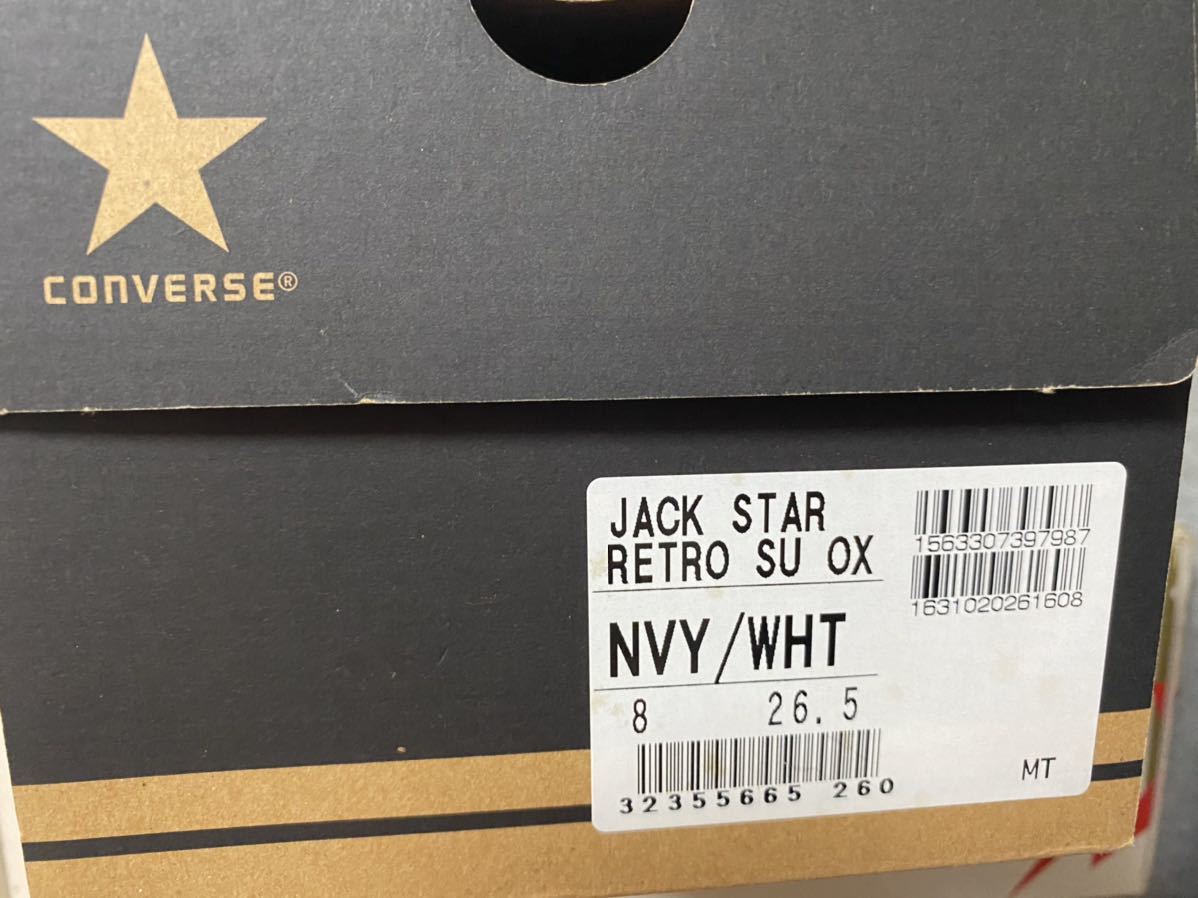 CONVERSE®
JACK STAR
RETRO SU OX
NVY/WHT
8 26.5
32355665 260
1563307397987
1631020261608
MT